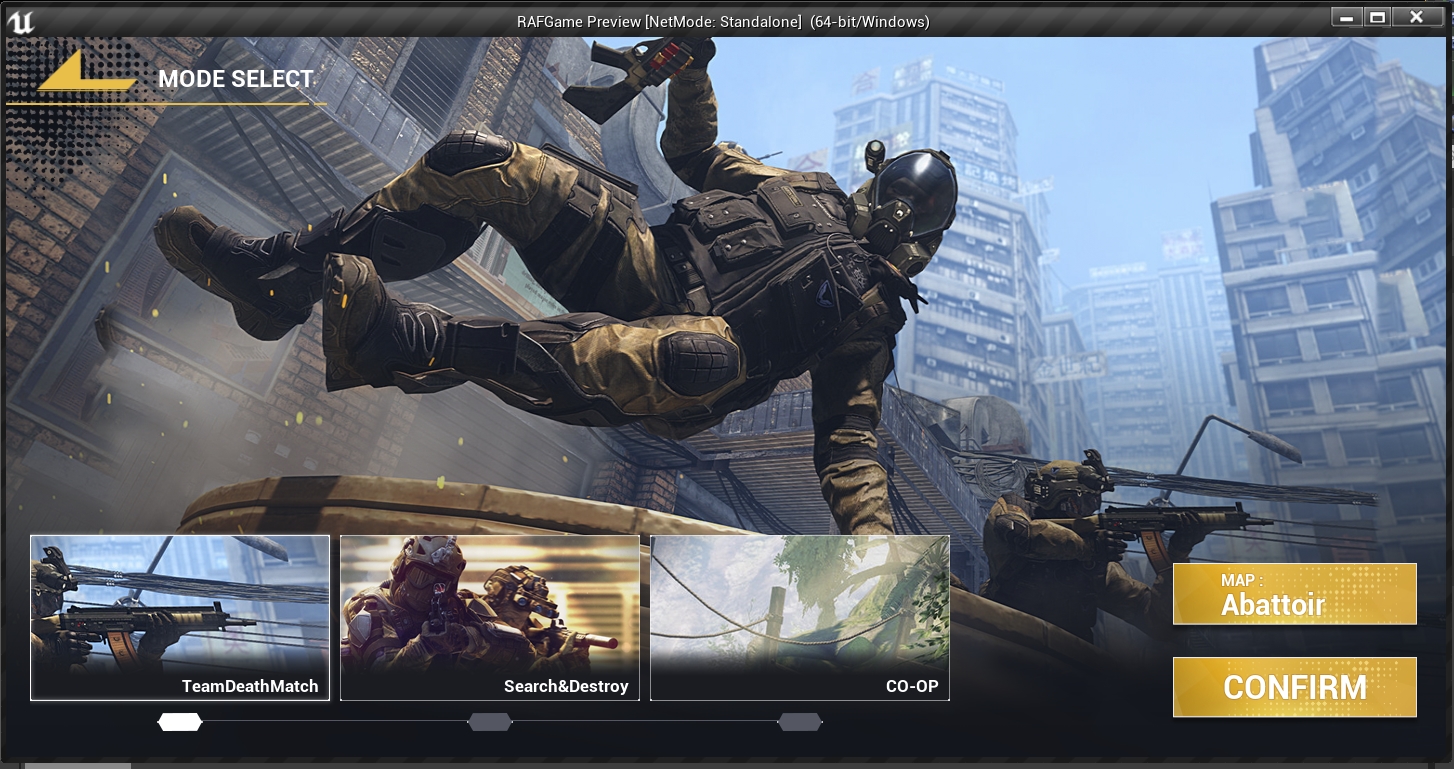 RAFGame Preview [NetMode: Standalone]  (64-bit/Windows)
MODE SELECT
MAP :
Abattoir
TeamDeathMatch
Search&Destroy
CO-OP
CONFIRM